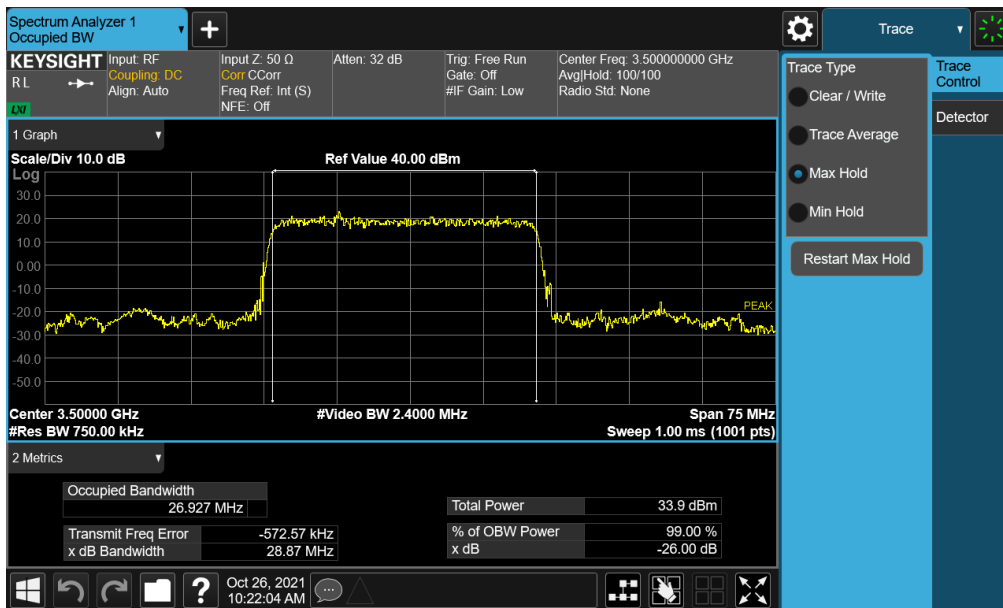 Spectrum Analyzer 1
Occupied BW
+
Trace
KEYSIGHT
R L
LXI
Input: RF
Coupling: DC
Align: Auto
Input Z: 50 Ω
Corr CCorr
Freq Ref: Int (S)
NFE: Off
Atten: 32 dB
Trig: Free Run
Gate: Off
#IF Gain: Low
Center Freq: 3.500000000 GHz
Avg|Hold: 100/100
Radio Std: None
Trace Type
Clear / Write
Trace Average
Max Hold
Min Hold
Restart Max Hold
Trace
Control
Detector
1 Graph
Scale/Div 10.0 dB
Ref Value 40.00 dBm
Log
30.0
20.0
10.0
0.00
-10.0
-20.0
-30.0
-40.0
-50.0
PEAK
Center 3.50000 GHz
#Video BW 2.4000 MHz
Span 75 MHz
#Res BW 750.00 kHz
Sweep 1.00 ms (1001 pts)
2 Metrics
Occupied Bandwidth
26.927 MHz
Total Power 33.9 dBm
Transmit Freq Error -572.57 kHz
% of OBW Power 99.00 %
x dB Bandwidth 28.87 MHz
x dB -26.00 dB
?
Oct 26, 2021
10:22:04 AM